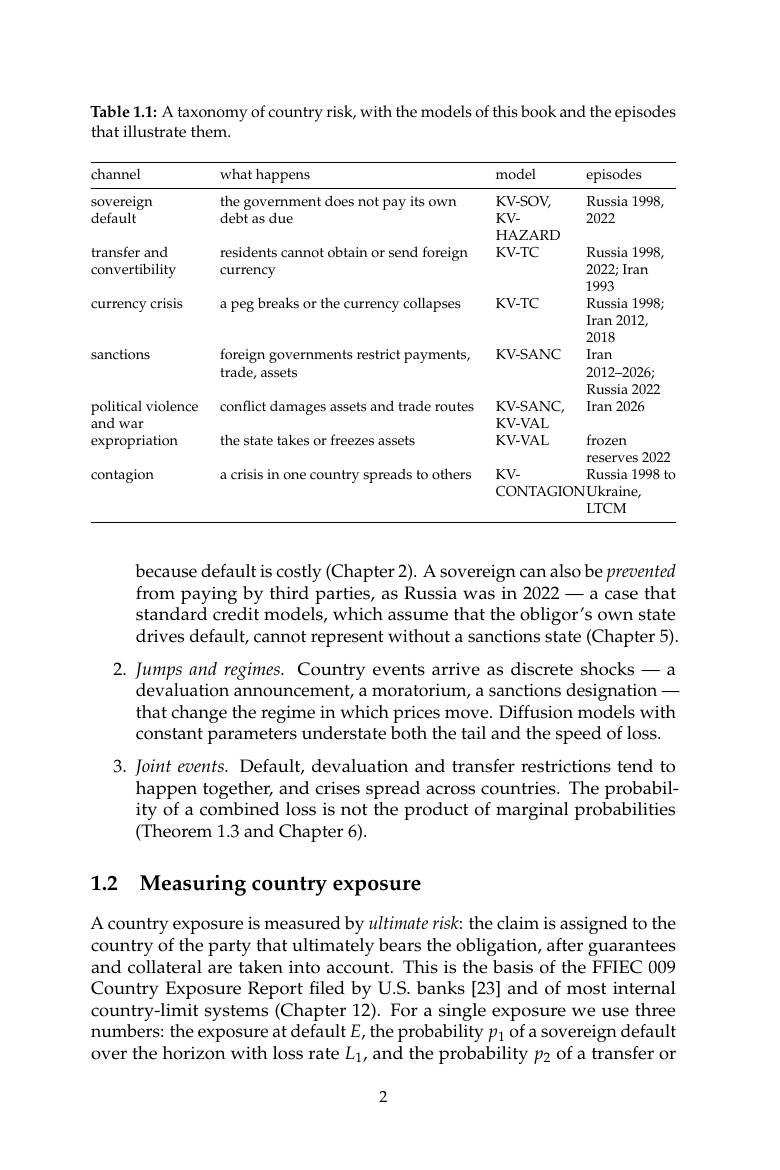 Table 1.1: A taxonomy of country risk, with the models of this book and the episodes
that illustrate them.
channel what happens model episodes
sovereign the government does not pay its own KV-SOV, Russia 1998,
default debt as due KV- 2022
HAZARD
transfer and residents cannot obtain or send foreign KV-TC Russia 1998,
convertibility currency 2022; Iran
1993
currency crisis a peg breaks or the currency collapses KV-TC Russia 1998;
Iran 2012,
2018
sanctions foreign governments restrict payments, KV-SANC Iran
trade, assets 2012–2026;
Russia 2022
political violence conflict damages assets and trade routes KV-SANC, Iran 2026
and war KV-VAL
expropriation the state takes or freezes assets KV-VAL frozen
reserves 2022
contagion a crisis in one country spreads to others KV- Russia 1998 to
CONTAGION Ukraine,
LTCM
because default is costly (Chapter 2). A sovereign can also be prevented
from paying by third parties, as Russia was in 2022 — a case that
standard credit models, which assume that the obligor's own state
drives default, cannot represent without a sanctions state (Chapter 5).
2. Jumps and regimes. Country events arrive as discrete shocks — a
devaluation announcement, a moratorium, a sanctions designation —
that change the regime in which prices move. Diffusion models with
constant parameters understate both the tail and the speed of loss.
3. Joint events. Default, devaluation and transfer restrictions tend to
happen together, and crises spread across countries. The probabil-
ity of a combined loss is not the product of marginal probabilities
(Theorem 1.3 and Chapter 6).
1.2 Measuring country exposure
A country exposure is measured by ultimate risk: the claim is assigned to the
country of the party that ultimately bears the obligation, after guarantees
and collateral are taken into account. This is the basis of the FFIEC 009
Country Exposure Report filed by U.S. banks [23] and of most internal
country-limit systems (Chapter 12). For a single exposure we use three
numbers: the exposure at default E, the probability p1 of a sovereign default
over the horizon with loss rate L1, and the probability p2 of a transfer or
2